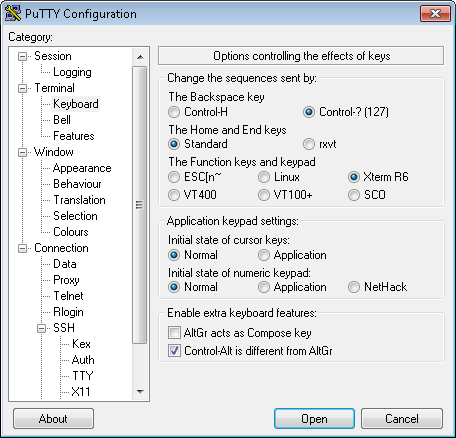 PuTTY Configuration
Category:
Session
Logging
Terminal
Keyboard
Bell
Features
Window
Appearance
Behaviour
Translation
Selection
Colours
Connection
Data
Proxy
Telnet
Rlogin
SSH
Kex
Auth
TTY
X11
Options controlling the effects of keys
Change the sequences sent by:
The Backspace key
Control-H Control-? (127)
The Home and End keys
Standard rxvt
The Function keys and keypad
ESC[n~ Linux Xterm R6
VT400 VT100+ SCO
Application keypad settings:
Initial state of cursor keys:
Normal Application
Initial state of numeric keypad:
Normal Application NetHack
Enable extra keyboard features:
AltGr acts as Compose key
Control-Alt is different from AltGr
About Open Cancel